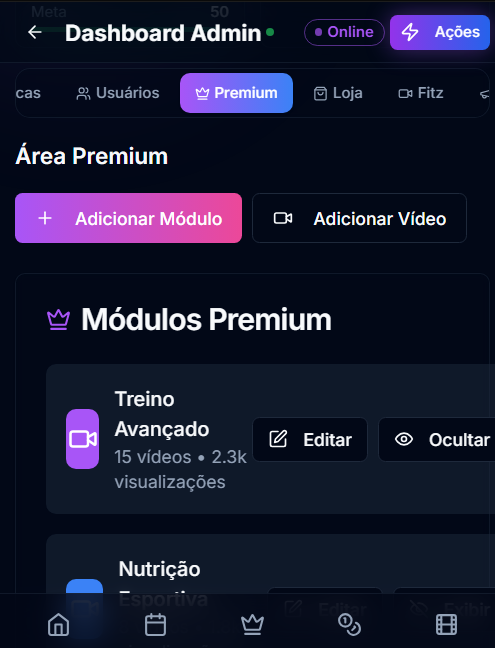 Meta 50
Dashboard Admin
Online
Ações
cas
Usuários
Premium
Loja
Fitz
Área Premium
Adicionar Módulo
Adicionar Vídeo
Módulos Premium
Treino
Avançado
15 vídeos • 2.3k
visualizações
Editar
Ocultar
Nutrição
Esportiva
Editar
Exibir